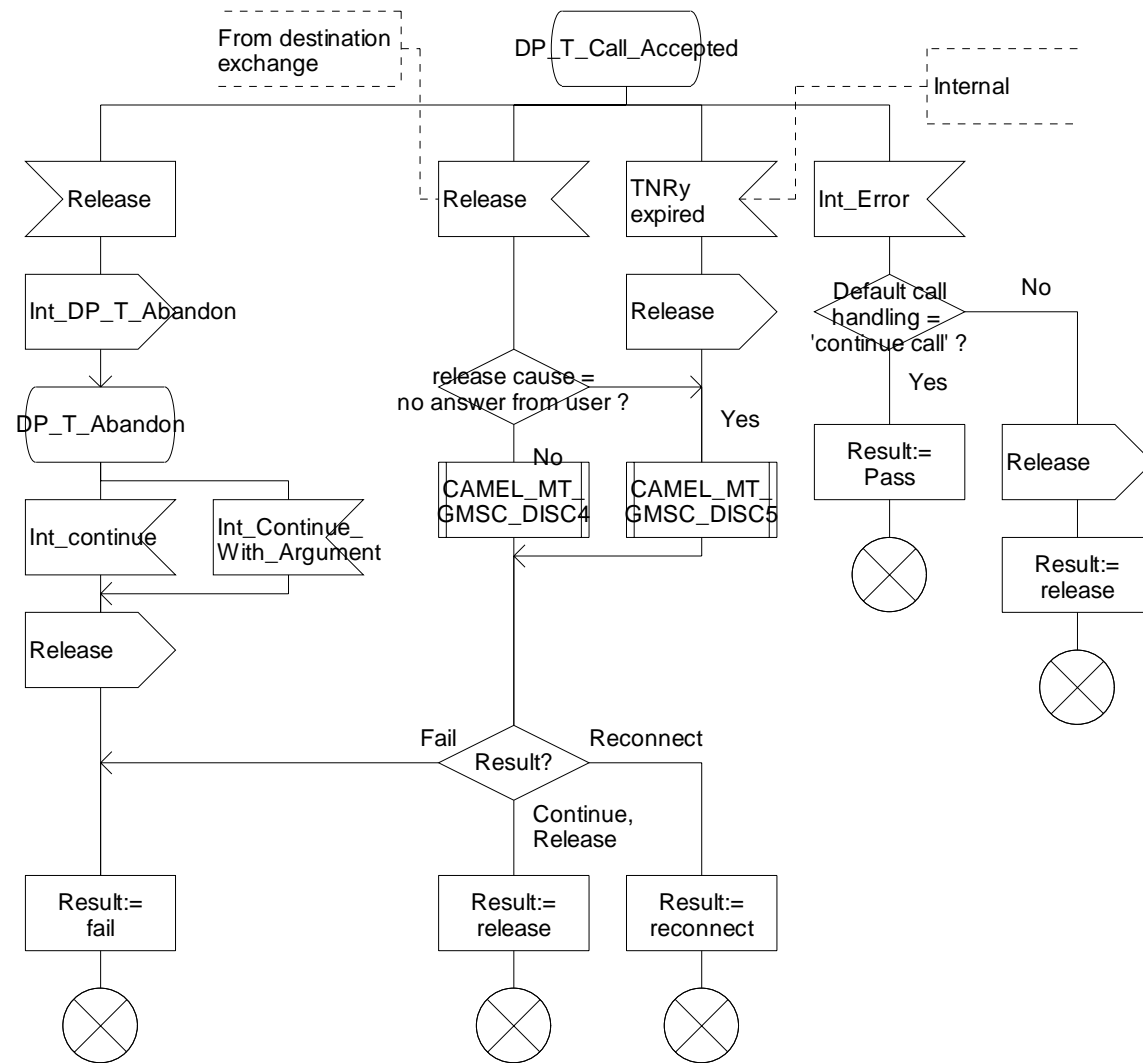 From destination
exchange
DP_T_Call_Accepted
Internal
Release
Release
TNRy
expired
Int_Error
Int_DP_T_Abandon
Release
Default call
handling =
'continue call' ?
No
Yes
release cause =
no answer from user ?
Yes
No
DP_T_Abandon
Int_continue
Int_Continue_
With_Argument
CAMEL_MT_
GMSC_DISC4
CAMEL_MT_
GMSC_DISC5
Result:=
Pass
Release
Result:=
release
Release
Fail
Result?
Reconnect
Continue,
Release
Result:=
fail
Result:=
release
Result:=
reconnect